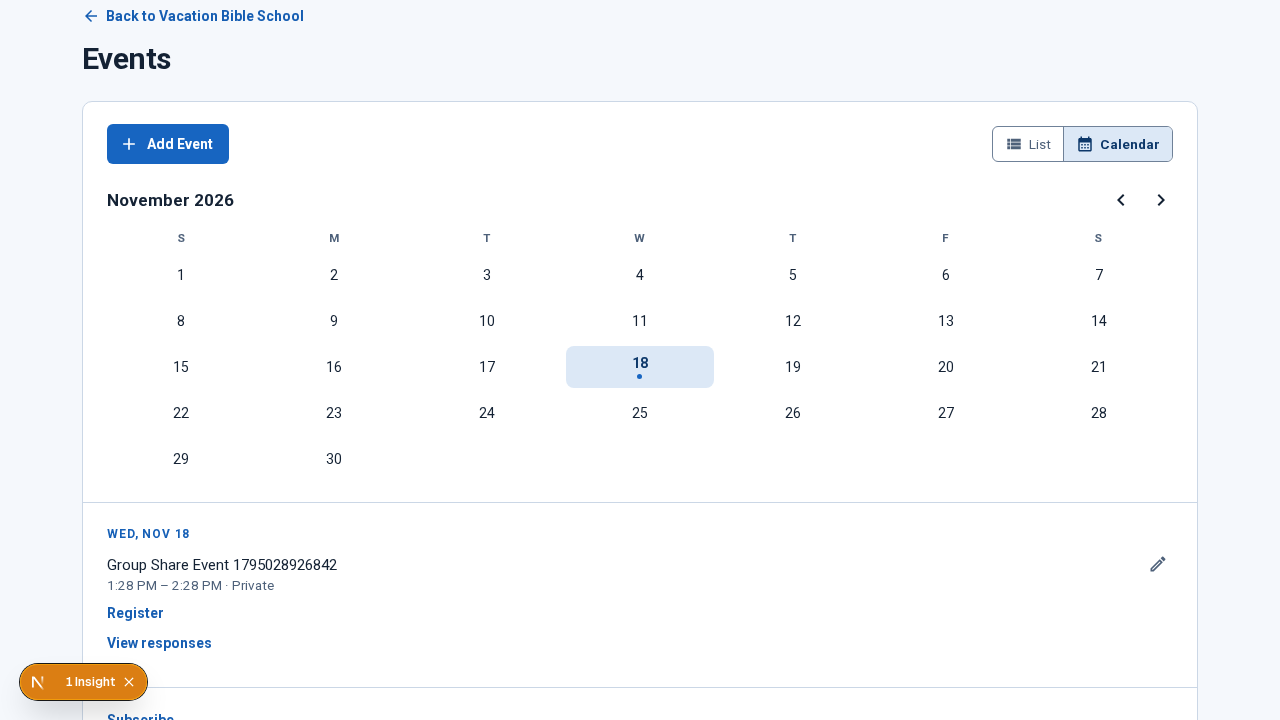 Back to Vacation Bible School
Events
Add Event
List
Calendar
November 2026
S M T W T F S
1 2 3 4 5 6 7
8 9 10 11 12 13 14
15 16 17 18 19 20 21
22 23 24 25 26 27 28
29 30
WED, NOV 18
Group Share Event 1795028926842
1:28 PM – 2:28 PM · Private
Register
View responses
1 Insight
Subscribe